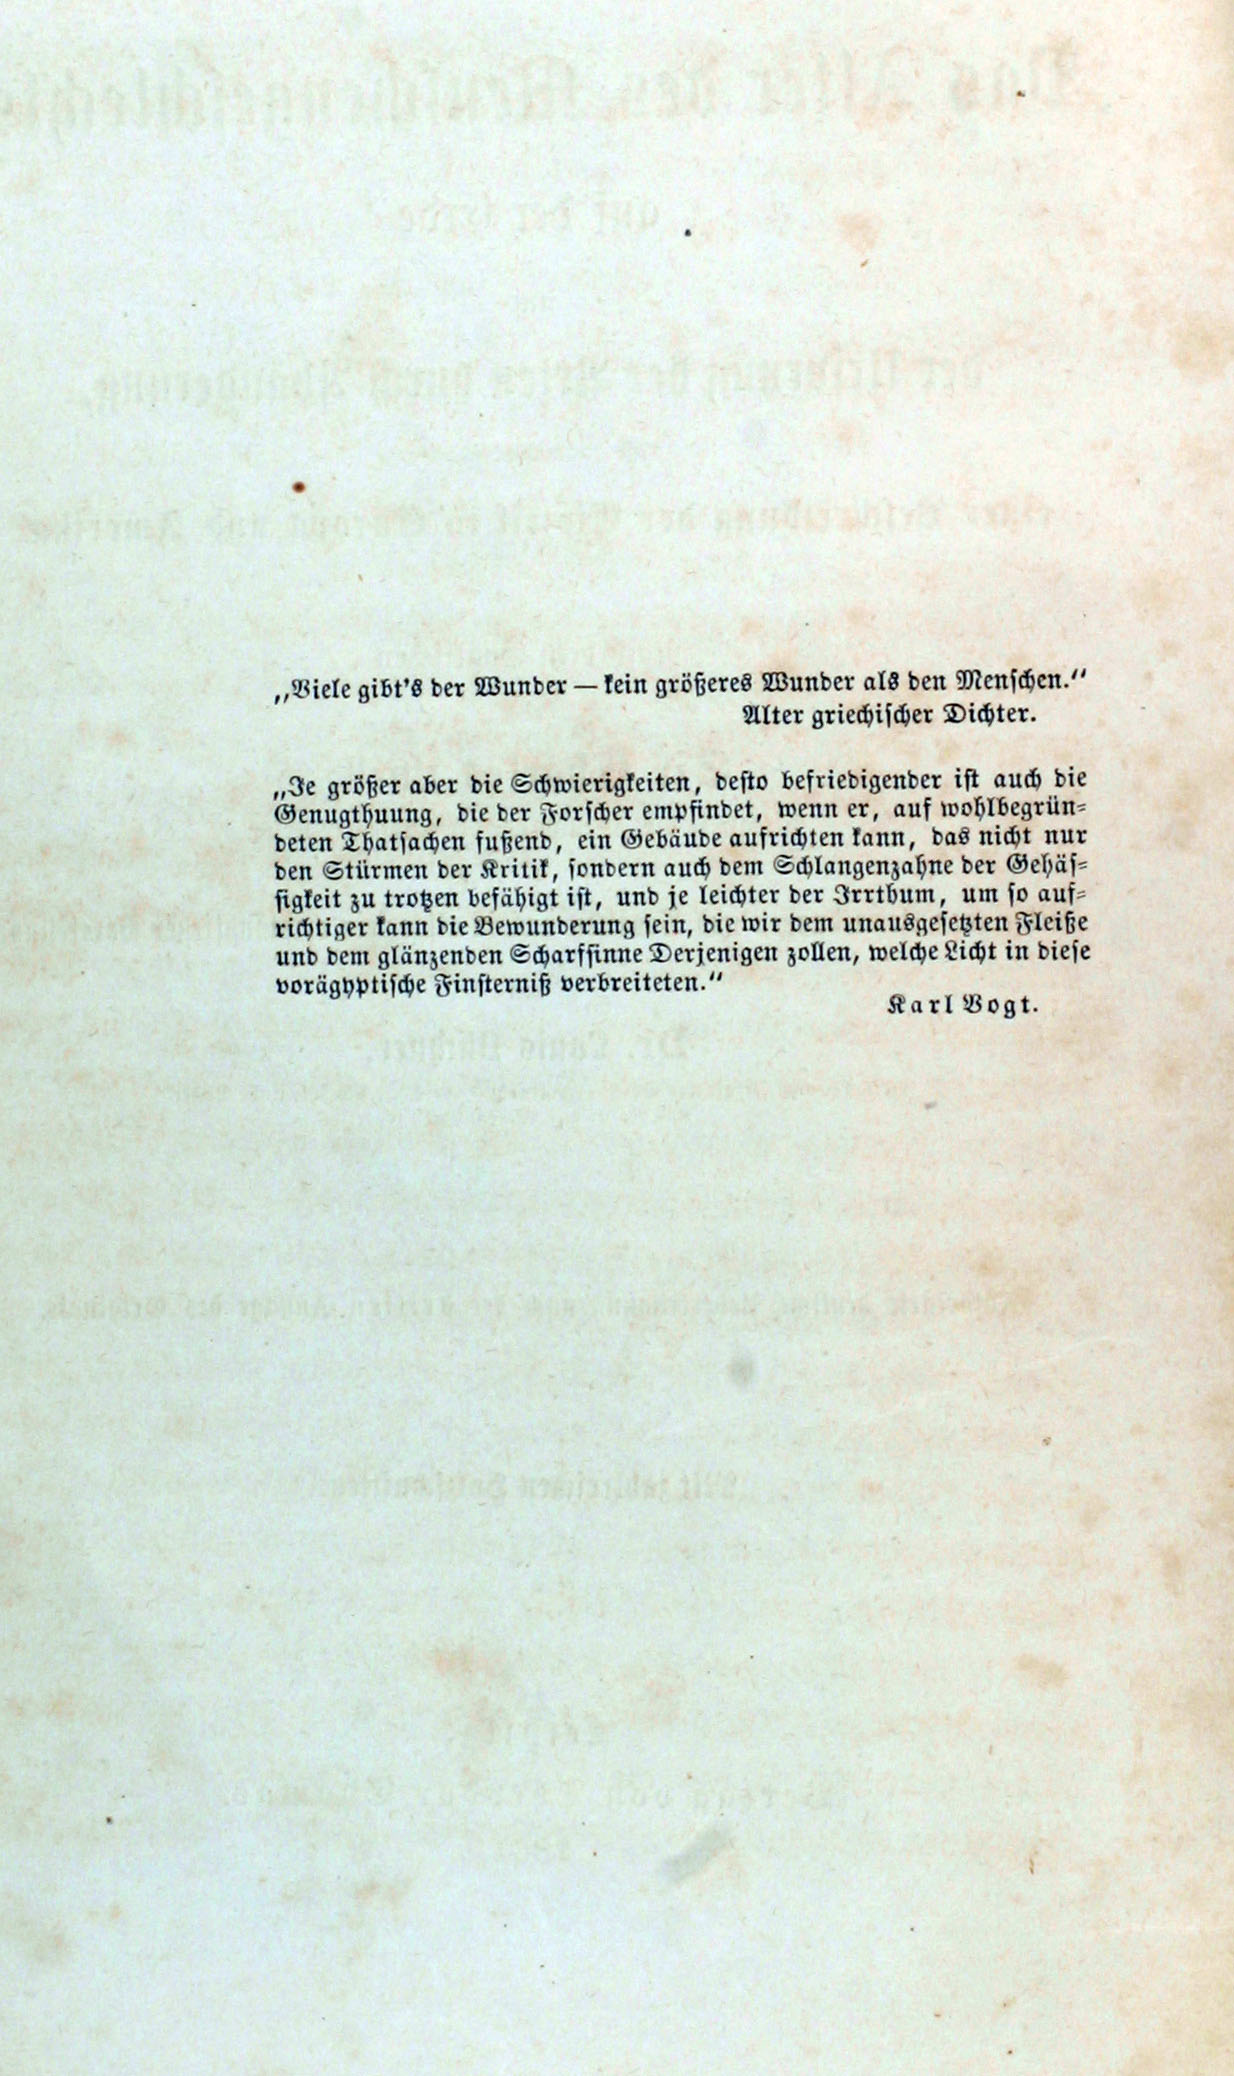 „Viele gibt's der Wunder — kein größeres Wunder als den Menschen.“
Alter griechischer Dichter.
„Je größer aber die Schwierigkeiten, desto befriedigender ist auch die
Genugthuung, die der Forscher empfindet, wenn er, auf wohlbegrün-
deten Thatsachen fußend, ein Gebäude aufrichten kann, das nicht nur
den Stürmen der Kritik, sondern auch dem Schlangenzahne der Gehäs-
sigkeit zu trotzen befähigt ist, und je leichter der Irrthum, um so auf-
richtiger kann die Bewunderung sein, die wir dem unausgesetzten Fleiße
und dem glänzenden Scharfsinne Derjenigen zollen, welche Licht in diese
vorägyptische Finsterniß verbreiteten.“
Karl Vogt.